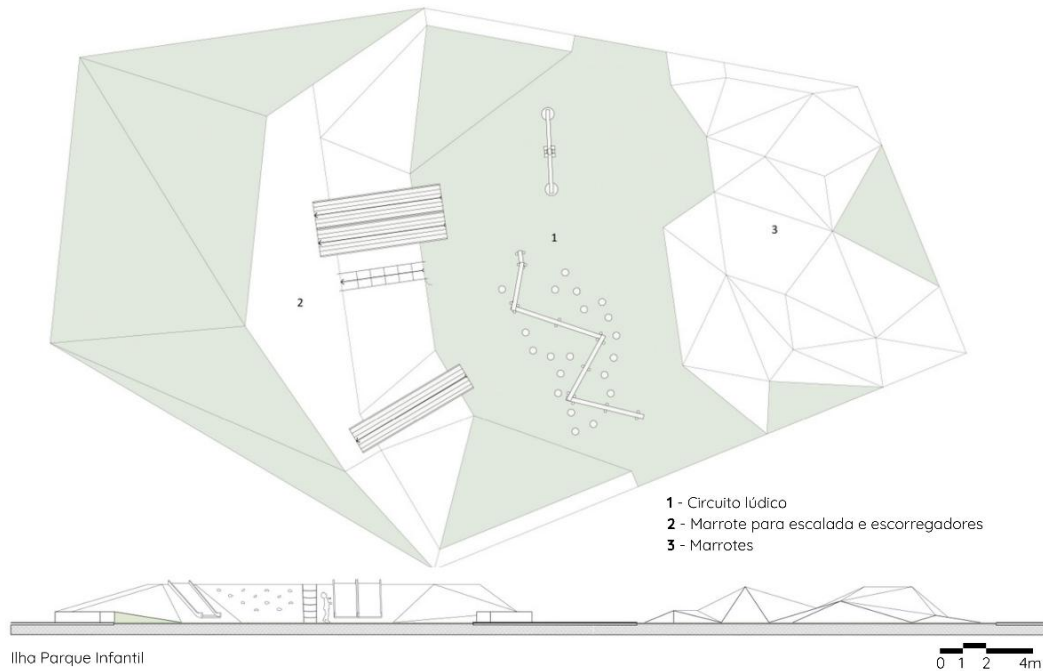 1
2
3
1 - Circuito lúdico
2 - Marrote para escalada e escorregadores
3 - Marrotes
Ilha Parque Infantil
0 1 2 4m